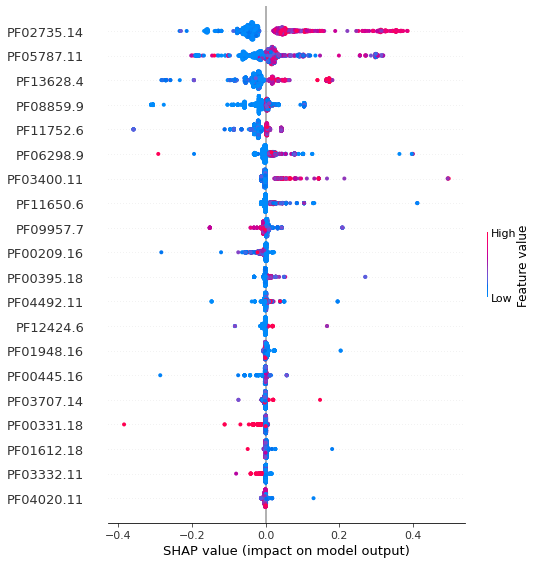 PF02735.14
PF05787.11
PF13628.4
PF08859.9
PF11752.6
PF06298.9
PF03400.11
PF11650.6
PF09957.7
PF00209.16
PF00395.18
PF04492.11
PF12424.6
PF01948.16
PF00445.16
PF03707.14
PF00331.18
PF01612.18
PF03332.11
PF04020.11
High
Low
Feature value
−0.4 −0.2 0.0 0.2 0.4
SHAP value (impact on model output)